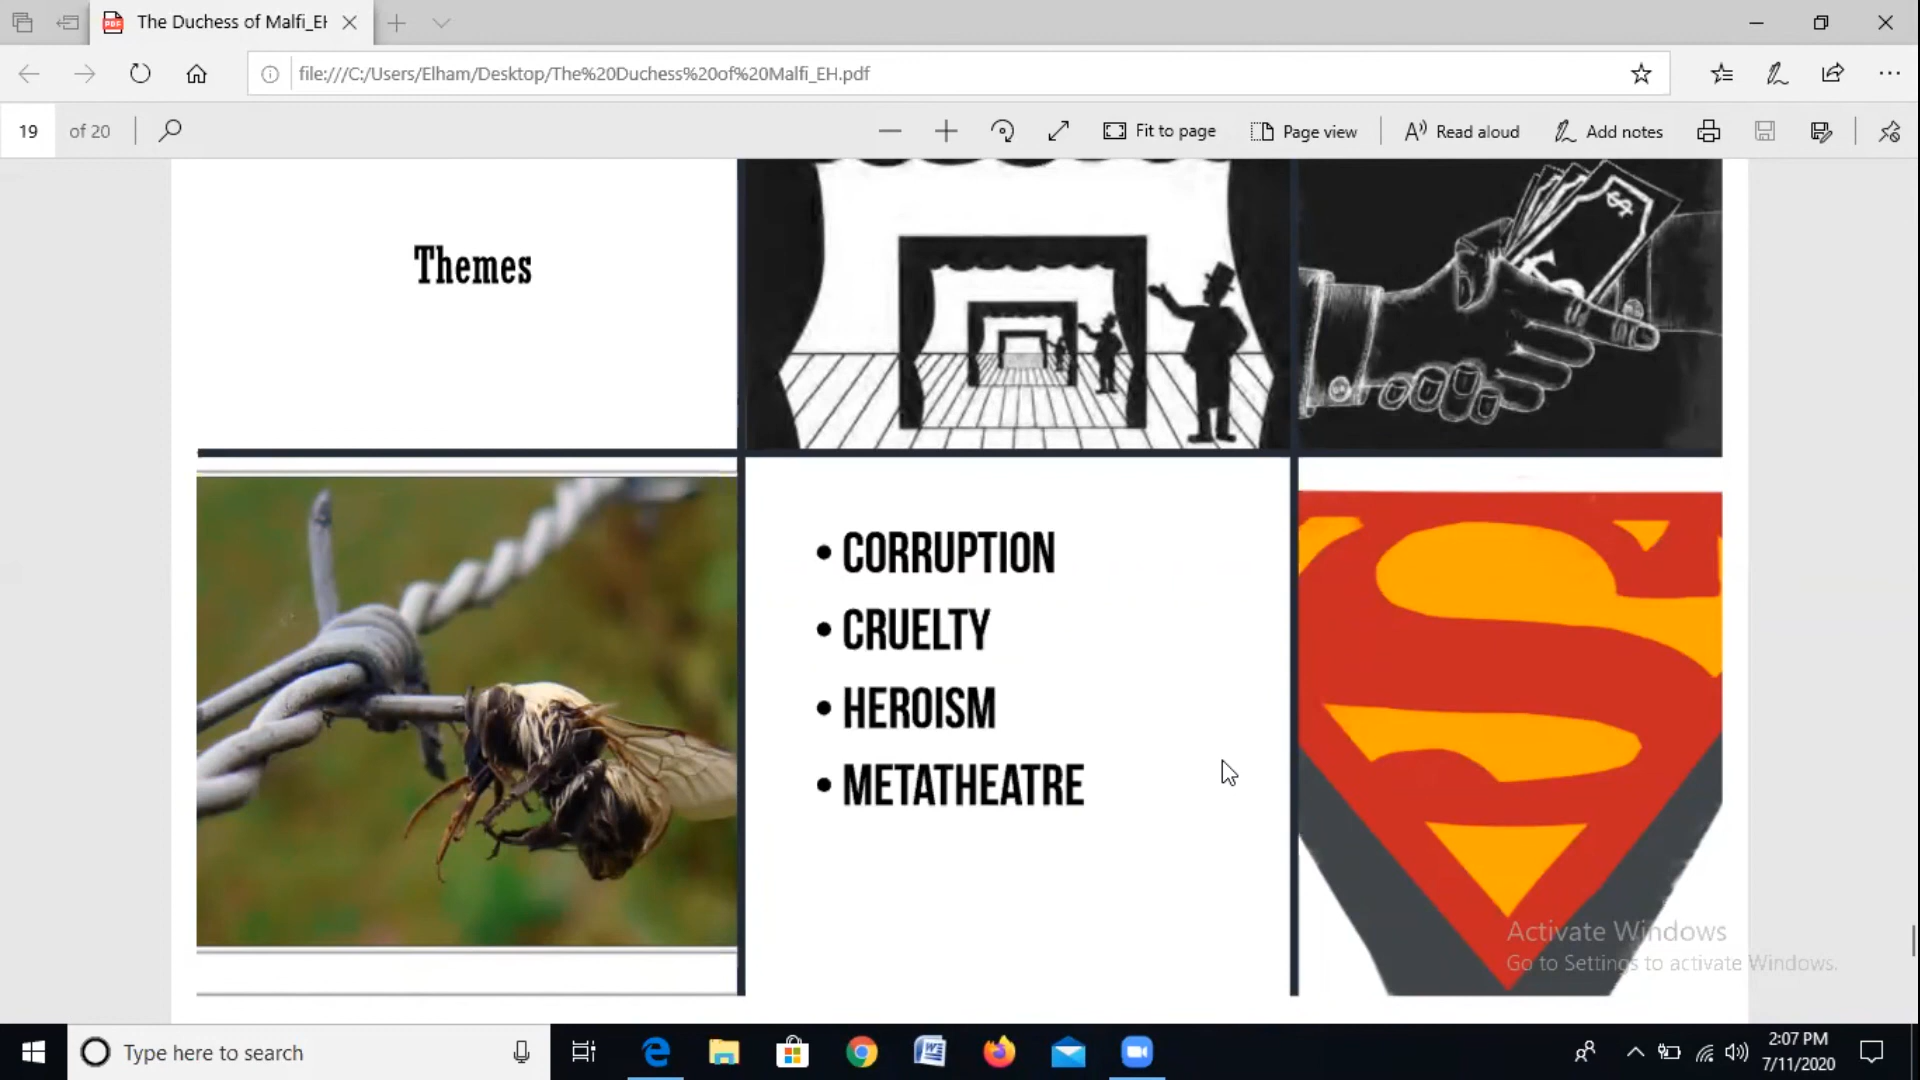 The Duchess of Malfi_EH
file:///C:/Users/Elham/Desktop/The%20Duchess%20of%20Malfi_EH.pdf
19 of 20
Fit to page
Page view
Read aloud
Add notes
Themes
$
• CORRUPTION
• CRUELTY
• HEROISM
• METATHEATRE
S
Activate Windows
Go to Settings to activate Windows.
Type here to search
2:07 PM
7/11/2020